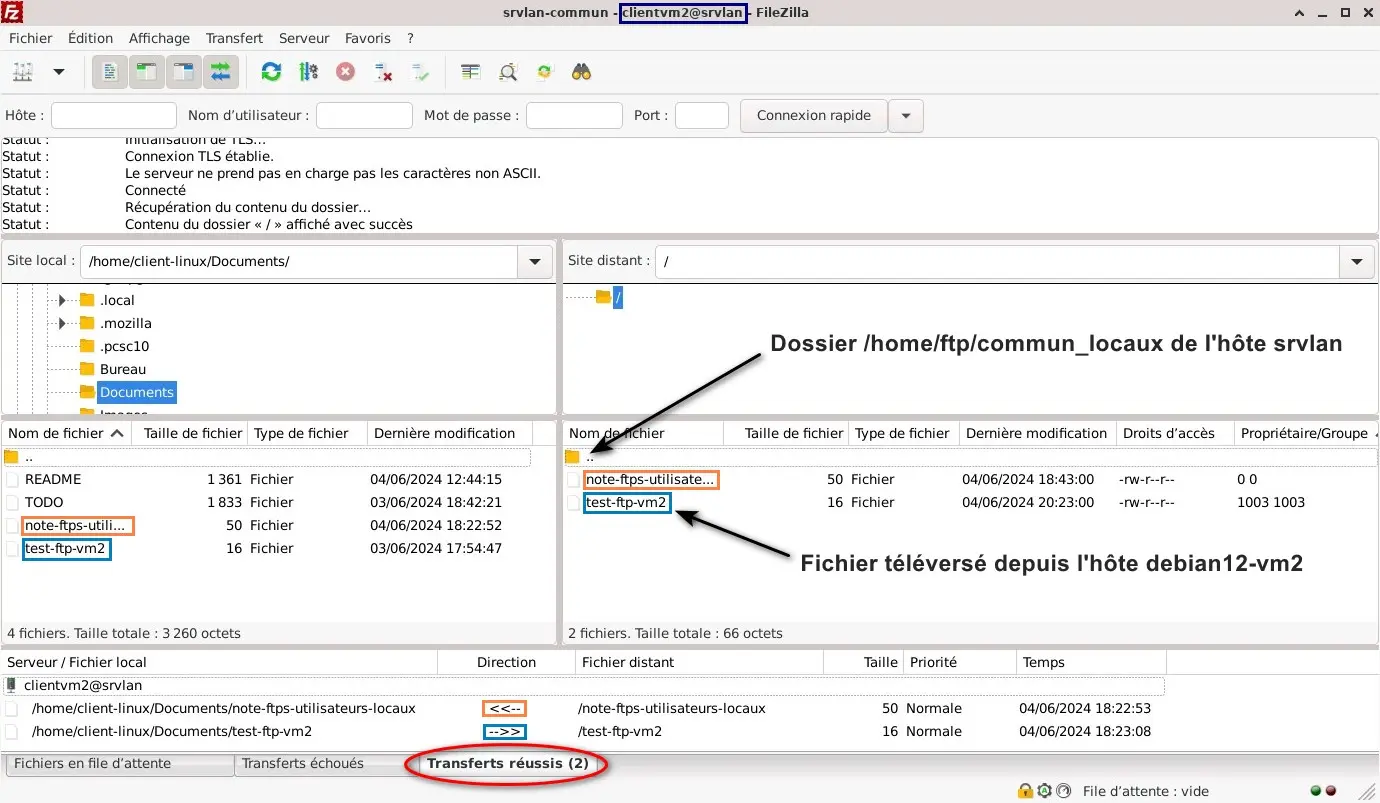 srvlan-commun - clientvm2@srvlan - FileZilla
Fichier Édition Affichage Transfert Serveur Favoris ?
Hôte : Nom d’utilisateur : Mot de passe : Port : Connexion rapide
Statut : Initialisation de TLS...
Statut : Connexion TLS établie.
Statut : Le serveur ne prend pas en charge pas les caractères non ASCII.
Statut : Connecté
Statut : Récupération du contenu du dossier...
Statut : Contenu du dossier « / » affiché avec succès
Site local : /home/client-linux/Documents/
.local
.mozilla
.pcsc10
Bureau
Documents
Images
Site distant : /
/
Dossier /home/ftp/commun_locaux de l'hôte srvlan
Nom de fichier Taille de fichier Type de fichier Dernière modification
..
README 1 361 Fichier 04/06/2024 12:44:15
TODO 1 833 Fichier 03/06/2024 18:42:21
note-ftps-utili... 50 Fichier 04/06/2024 18:22:52
test-ftp-vm2 16 Fichier 03/06/2024 17:54:47
4 fichiers. Taille totale : 3 260 octets
Nom de fichier Taille de fichier Type de fichier Dernière modification Droits d’accès Propriétaire/Groupe
..
note-ftps-utilisate... 50 Fichier 04/06/2024 18:43:00 -rw-r--r-- 0 0
test-ftp-vm2 16 Fichier 04/06/2024 20:23:00 -rw-r--r-- 1003 1003
Fichier téléversé depuis l'hôte debian12-vm2
2 fichiers. Taille totale : 66 octets
Serveur / Fichier local Direction Fichier distant Taille Priorité Temps
clientvm2@srvlan
/home/client-linux/Documents/note-ftps-utilisateurs-locaux <<-- /note-ftps-utilisateurs-locaux 50 Normale 04/06/2024 18:22:53
/home/client-linux/Documents/test-ftp-vm2 -->> /test-ftp-vm2 16 Normale 04/06/2024 18:23:08
Fichiers en file d’attente Transferts échoués Transferts réussis (2)
File d’attente : vide